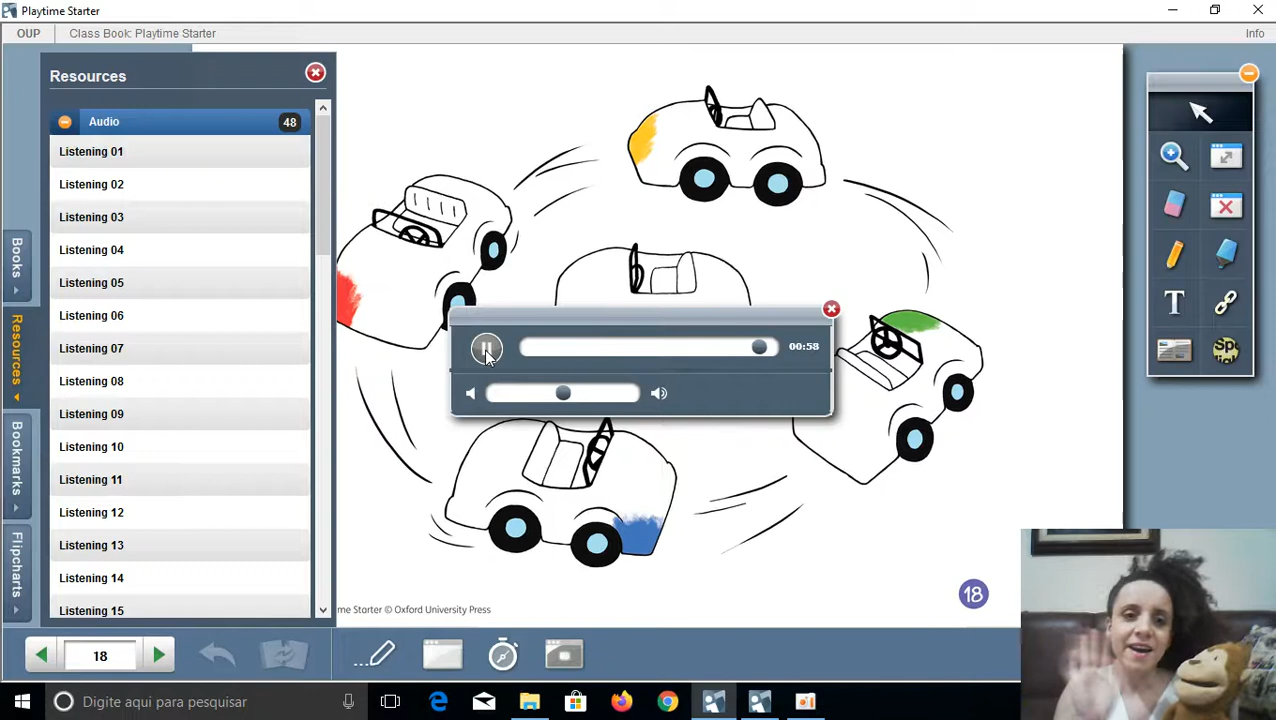 Playtime Starter
OUP Class Book: Playtime Starter Info
Resources
Audio 48
Listening 01
Listening 02
Listening 03
Listening 04
Listening 05
Listening 06
Listening 07
Listening 08
Listening 09
Listening 10
Listening 11
Listening 12
Listening 13
Listening 14
Listening 15
Books
Resources
Bookmarks
Flipcharts
00:58
T
18
me Starter © Oxford University Press
18
Digite aqui para pesquisar